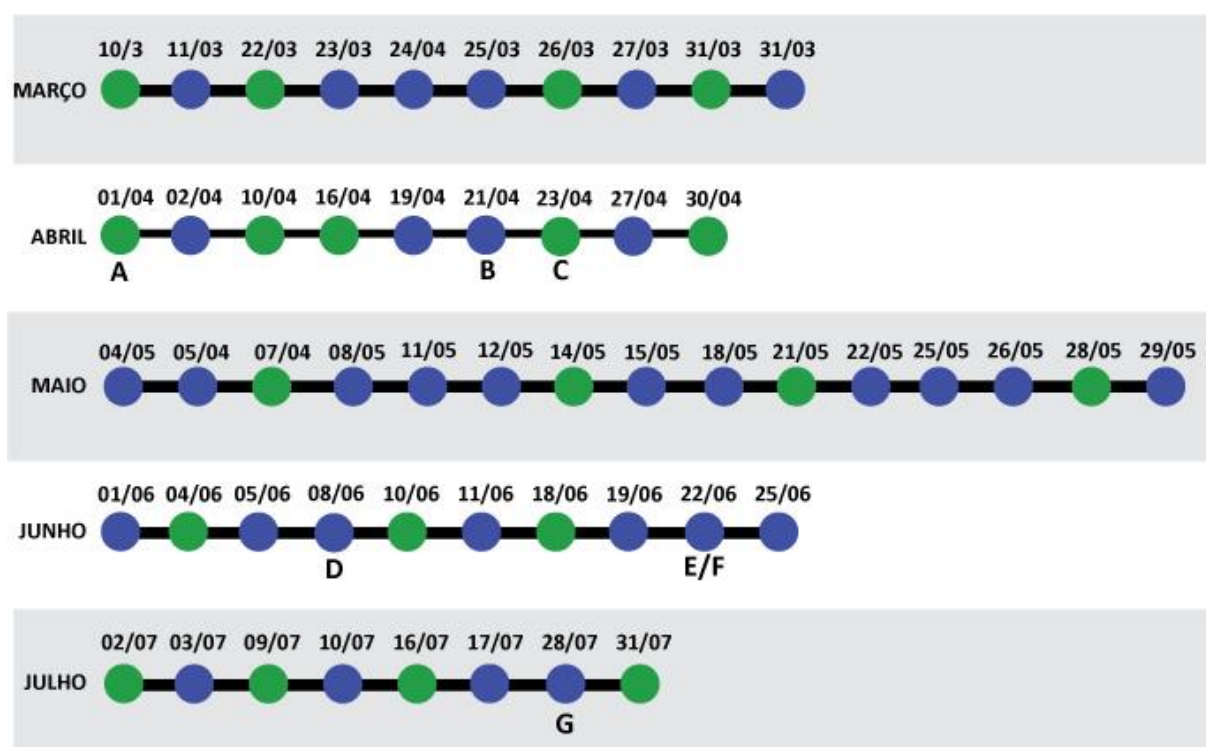 10/3 11/03 22/03 23/03 24/04 25/03 26/03 27/03 31/03 31/03
MARÇO
01/04 02/04 10/04 16/04 19/04 21/04 23/04 27/04 30/04
ABRIL
A B C
04/05 05/04 07/04 08/05 11/05 12/05 14/05 15/05 18/05 21/05 22/05 25/05 26/05 28/05 29/05
MAIO
01/06 04/06 05/06 08/06 10/06 11/06 18/06 19/06 22/06 25/06
JUNHO
D E/F
02/07 03/07 09/07 10/07 16/07 17/07 28/07 31/07
JULHO
G